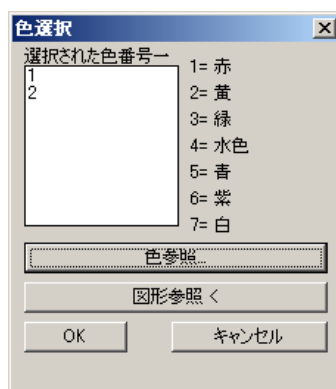 色選択
選択された色番号一
1
2
1= 赤
2= 黄
3= 緑
4= 水色
5= 青
6= 紫
7= 白
色参照...
図形参照 <
OK
キャンセル